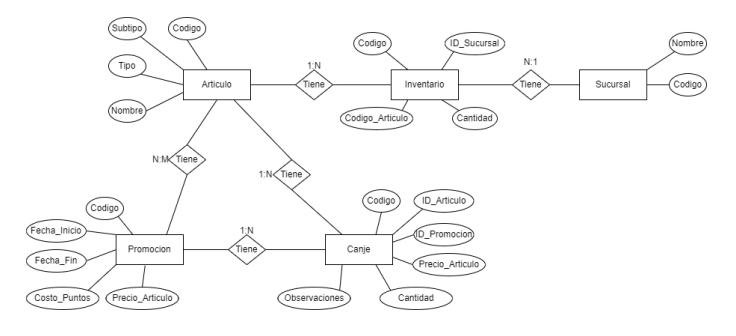 Subtipo
Codigo
Tipo
Nombre
Articulo
1:N
Tiene
Codigo
ID_Sucursal
Inventario
Codigo_Articulo
Cantidad
N:1
Tiene
Nombre
Sucursal
Codigo
N:M
Tiene
1:N
Tiene
Codigo
Fecha_Inicio
Fecha_Fin
Costo_Puntos
Precio_Articulo
Promocion
1:N
Tiene
Codigo
ID_Articulo
ID_Promocion
Canje
Precio_Articulo
Observaciones
Cantidad